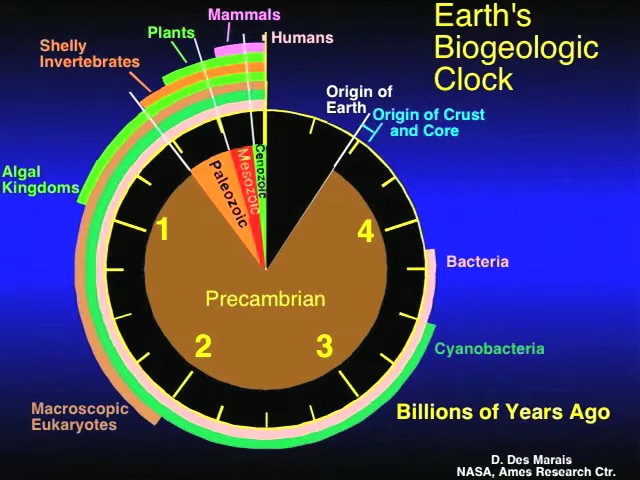 Earth's
Biogeologic
Clock
Mammals
Plants
Humans
Shelly
Invertebrates
Origin of
Earth
Origin of Crust
and Core
Algal
Kingdoms
Paleozoic
Mesozoic
Cenozoic
1
4
Bacteria
Precambrian
2
3
Cyanobacteria
Macroscopic
Eukaryotes
Billions of Years Ago
D. Des Marais
NASA, Ames Research Ctr.